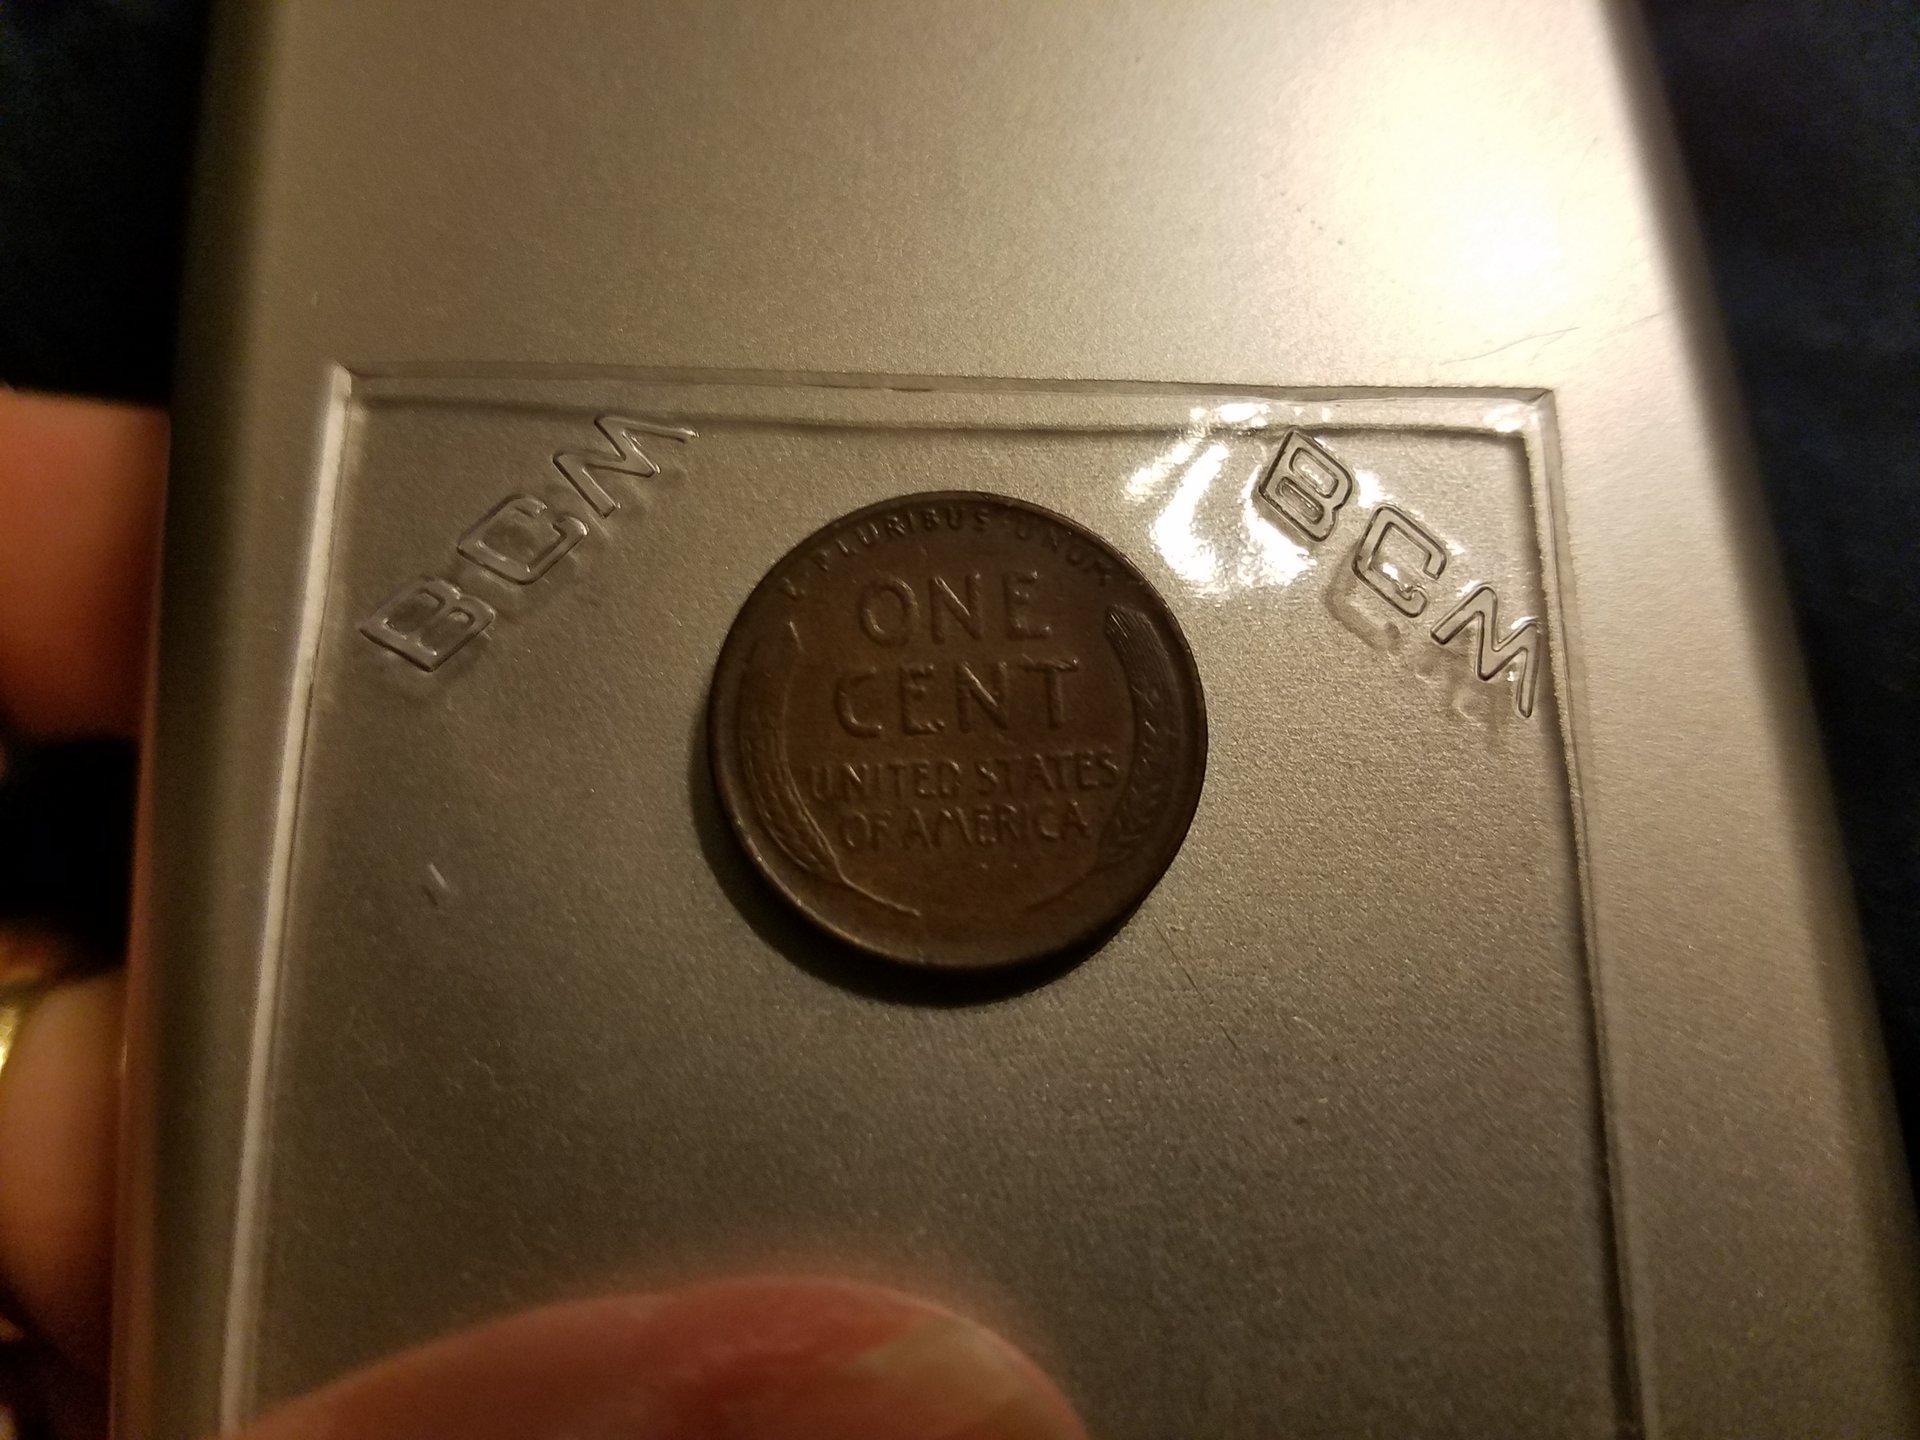 BCM
BCM
E·PLURIBUS·UNUM
ONE
CENT
UNITED STATES
OF AMERICA